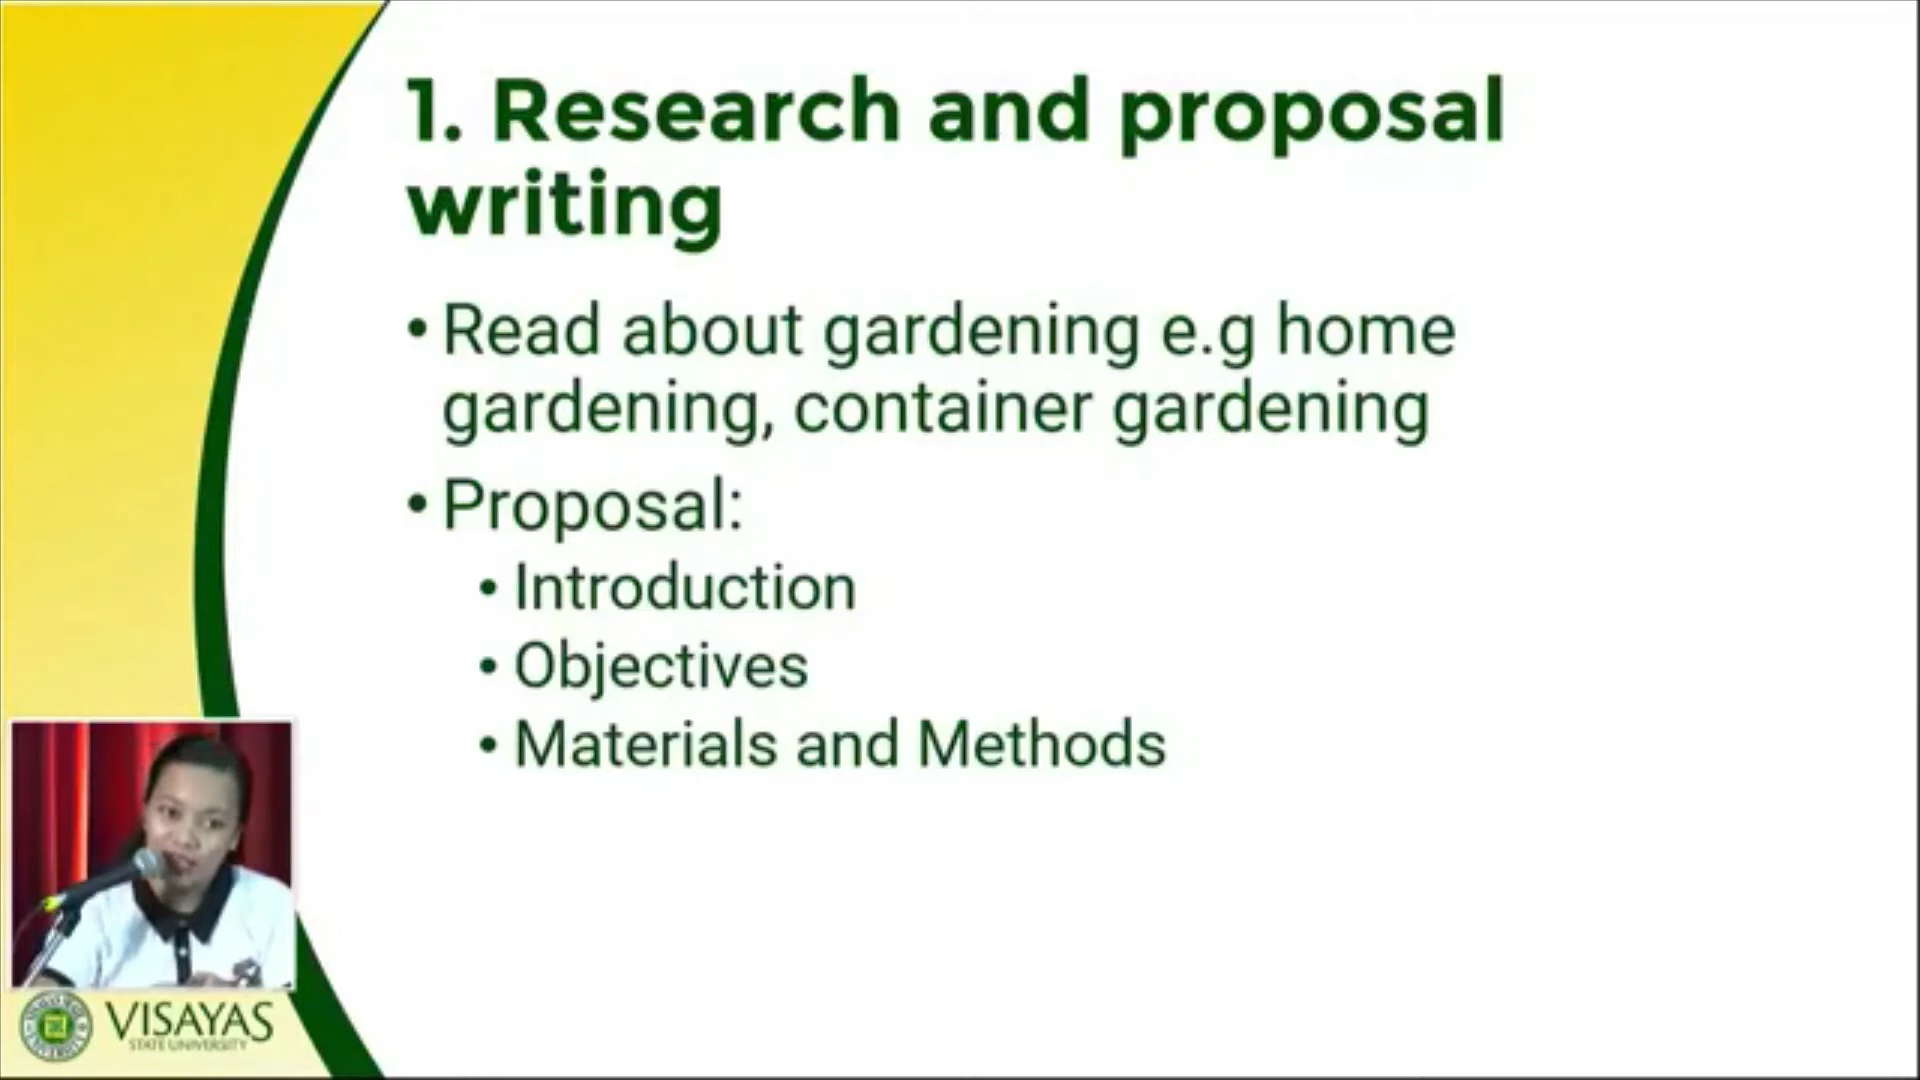 1. Research and proposal
writing
• Read about gardening e.g home
gardening, container gardening
• Proposal:
• Introduction
• Objectives
• Materials and Methods
VISAYAS
STATE UNIVERSITY